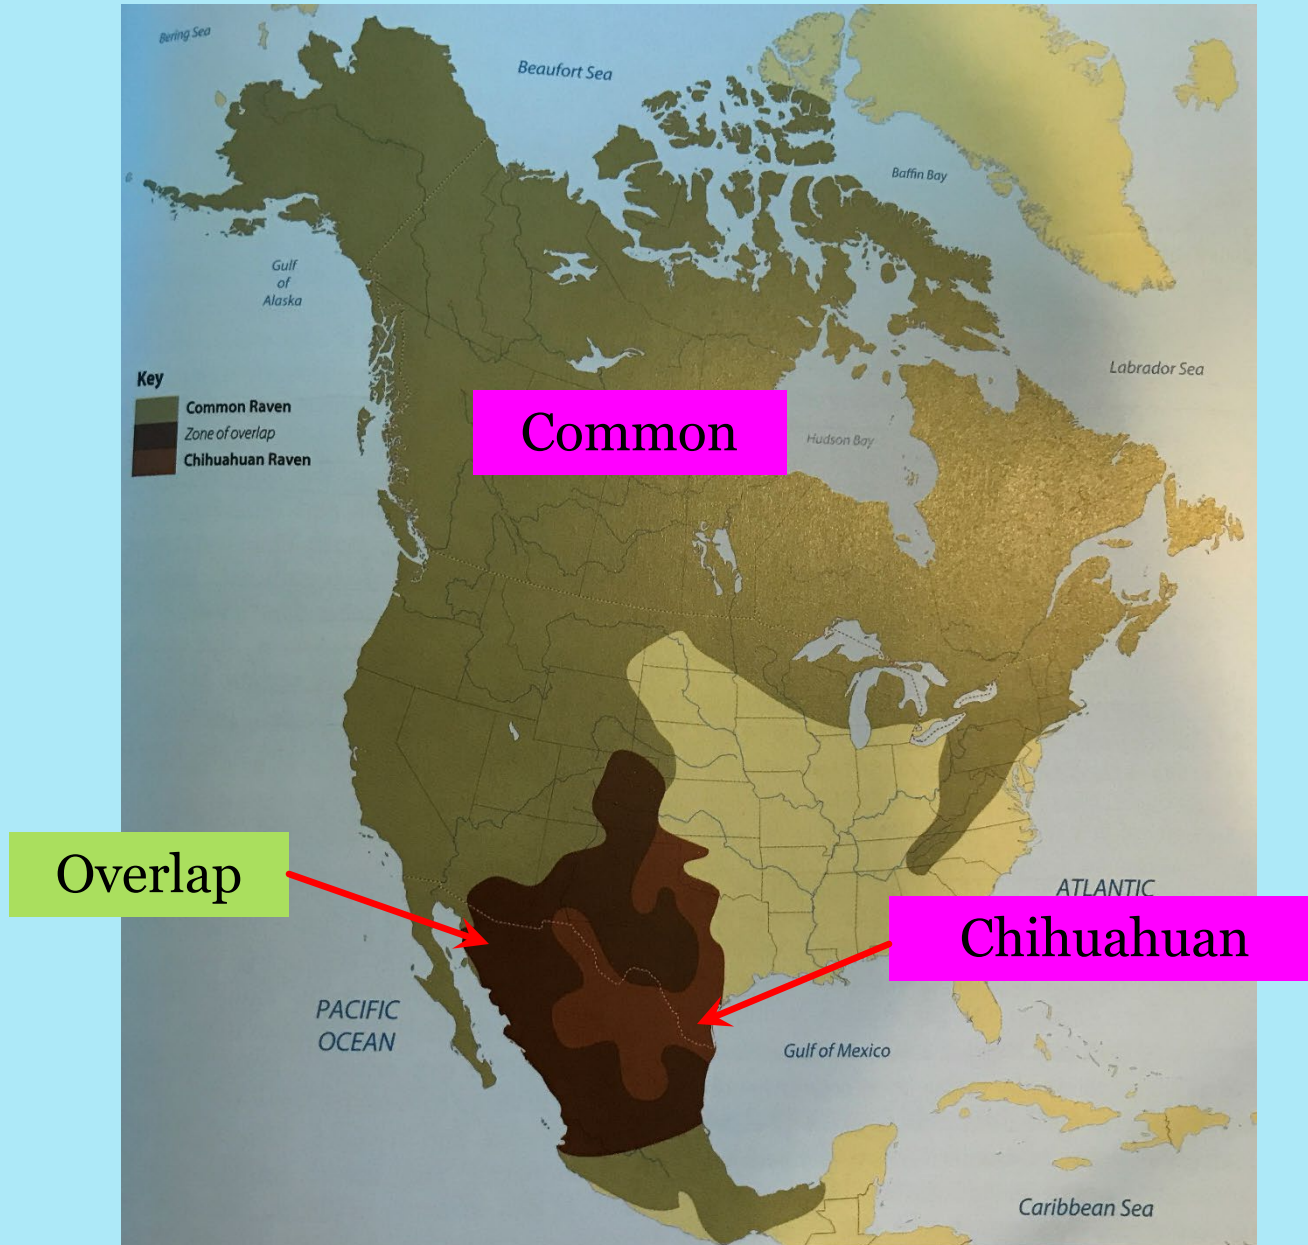 Bering Sea
Beaufort Sea
Baffin Bay
Gulf
of
Alaska
Labrador Sea
Key
Common Raven
Zone of overlap
Chihuahuan Raven
Common
Hudson Bay
Overlap
ATLANTIC
Chihuahuan
PACIFIC
OCEAN
Gulf of Mexico
Caribbean Sea